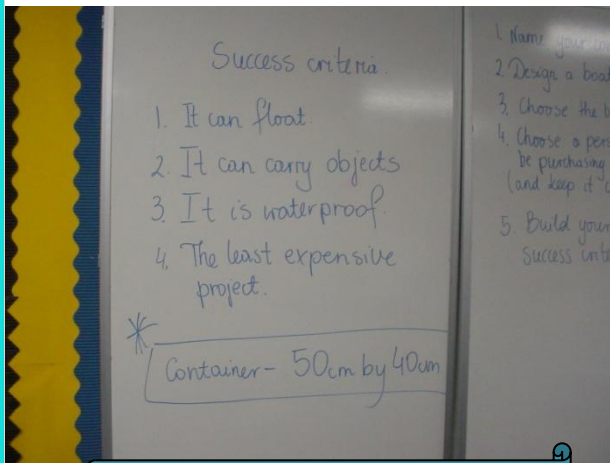 Success criteria.
1. It can float.
2. It can carry objects
3. It is waterproof.
4. The least expensive
project.
Container - 50cm by 40cm
1. Name your
2. Design a boat
3. Choose the
4. Choose a
be purchasing
(and keep it
5. Build your
success